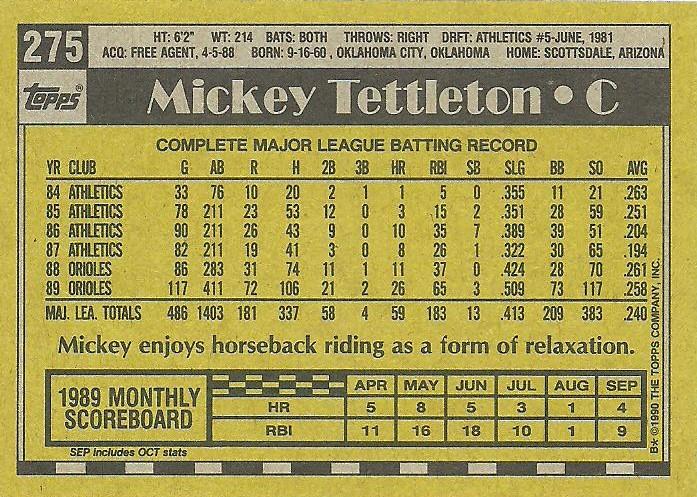 275
HT: 6'2" WT: 214 BATS: BOTH THROWS: RIGHT DRFT: ATHLETICS #5-JUNE, 1981
ACQ: FREE AGENT, 4-5-88 BORN: 9-16-60, OKLAHOMA CITY, OKLAHOMA HOME: SCOTTSDALE, ARIZONA
topps®
Mickey Tettleton • C
COMPLETE MAJOR LEAGUE BATTING RECORD
YR CLUB G AB R H 2B 3B HR RBI SB SLG BB SO AVG
84 ATHLETICS 33 76 10 20 2 1 1 5 0 .355 11 21 .263
85 ATHLETICS 78 211 23 53 12 0 3 15 2 .351 28 59 .251
86 ATHLETICS 90 211 26 43 9 0 10 35 7 .389 39 51 .204
87 ATHLETICS 82 211 19 41 3 0 8 26 1 .322 30 65 .194
88 ORIOLES 86 283 31 74 11 1 11 37 0 .424 28 70 .261
89 ORIOLES 117 411 72 106 21 2 26 65 3 .509 73 117 .258
MAJ. LEA. TOTALS 486 1403 181 337 58 4 59 183 13 .413 209 383 .240
Mickey enjoys horseback riding as a form of relaxation.
1989 MONTHLY
SCOREBOARD
APR MAY JUN JUL AUG SEP
HR 5 8 5 3 1 4
RBI 11 16 18 10 1 9
SEP includes OCT stats
B* ©1990 THE TOPPS COMPANY, INC.